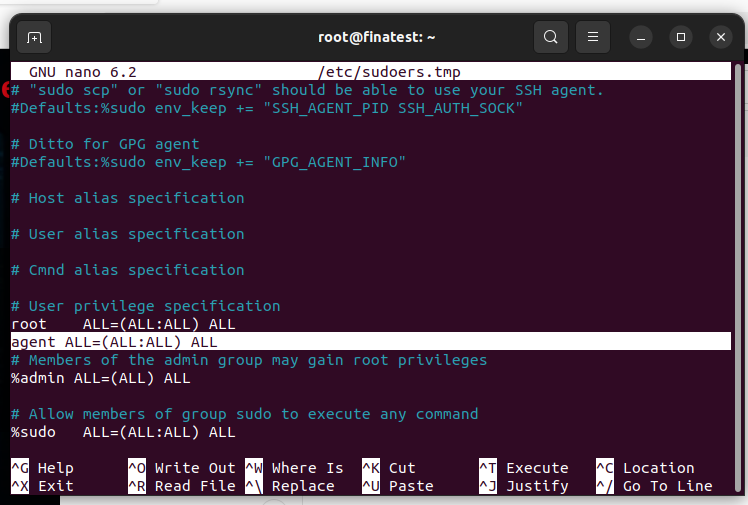 root@finatest: ~
GNU nano 6.2 /etc/sudoers.tmp
# "sudo scp" or "sudo rsync" should be able to use your SSH agent.
#Defaults:%sudo env_keep += "SSH_AGENT_PID SSH_AUTH_SOCK"
# Ditto for GPG agent
#Defaults:%sudo env_keep += "GPG_AGENT_INFO"
# Host alias specification
# User alias specification
# Cmnd alias specification
# User privilege specification
root    ALL=(ALL:ALL) ALL
agent ALL=(ALL:ALL) ALL
# Members of the admin group may gain root privileges
%admin ALL=(ALL) ALL
# Allow members of group sudo to execute any command
%sudo   ALL=(ALL:ALL) ALL
^G Help ^O Write Out ^W Where Is ^K Cut ^T Execute ^C Location
^X Exit ^R Read File ^\ Replace ^U Paste ^J Justify ^/ Go To Line